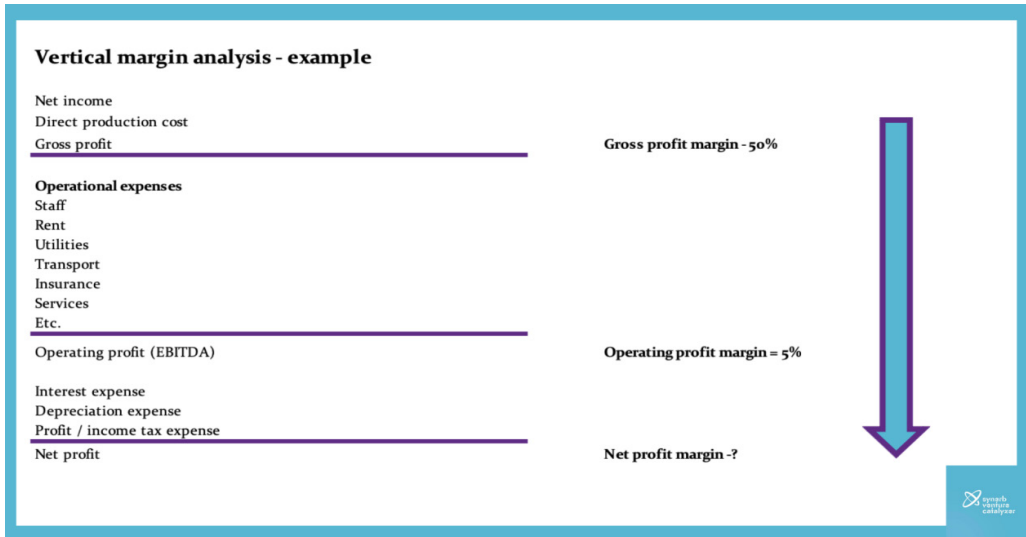 Vertical margin analysis - example
Net income
Direct production cost
Gross profit
Gross profit margin - 50%
Operational expenses
Staff
Rent
Utilities
Transport
Insurance
Services
Etc.
Operating profit (EBITDA)
Operating profit margin = 5%
Interest expense
Depreciation expense
Profit / income tax expense
Net profit
Net profit margin -?
venture